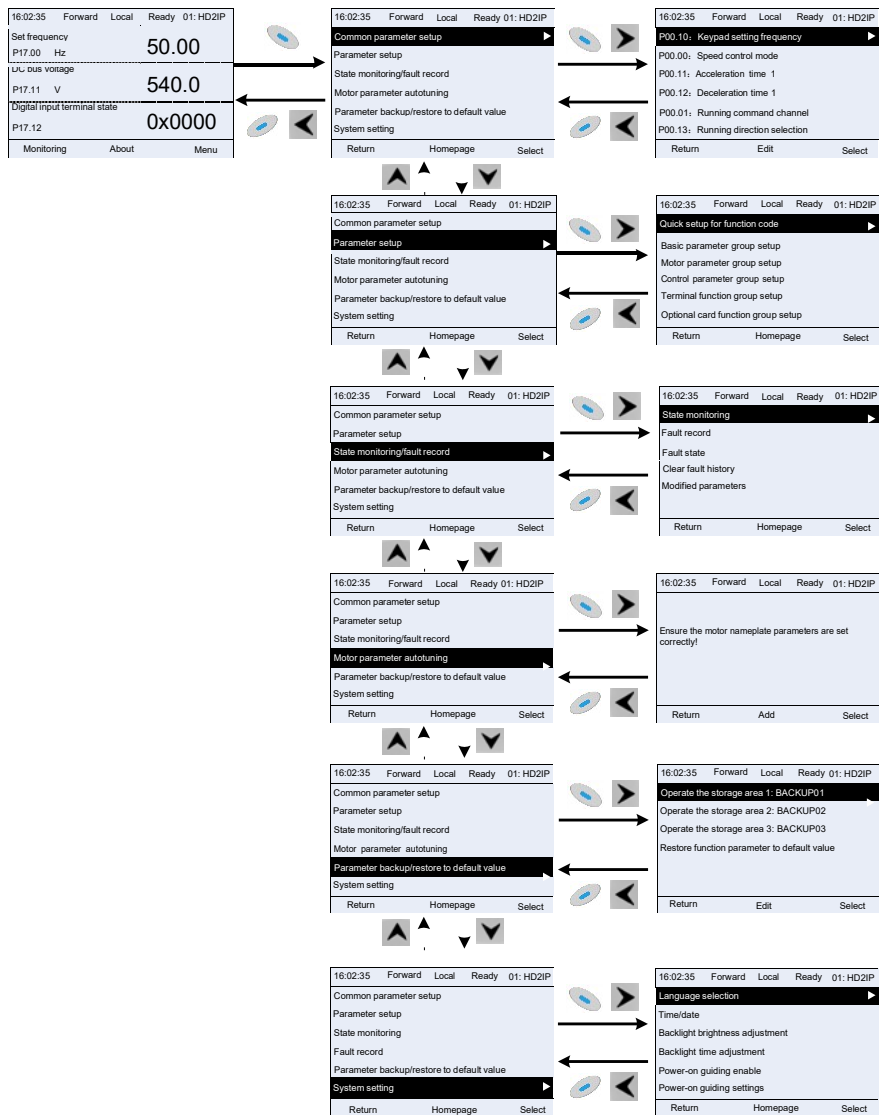 16:02:35 Forward Local Ready 01: HD2IP
Set frequency
P17.00 Hz
50.00
DC bus voltage
P17.11 V
540.0
Digital input terminal state
P17.12
0x0000
Monitoring About Menu
16:02:35 Forward Local Ready 01: HD2IP
Common parameter setup
Parameter setup
State monitoring/fault record
Motor parameter autotuning
Parameter backup/restore to default value
System setting
Return Homepage Select
16:02:35 Forward Local Ready 01: HD2IP
P00.10: Keypad setting frequency
P00.00: Speed control mode
P00.11: Acceleration time 1
P00.12: Deceleration time 1
P00.01: Running command channel
P00.13: Running direction selection
Return Edit Select
16:02:35 Forward Local Ready 01: HD2IP
Common parameter setup
Parameter setup
State monitoring/fault record
Motor parameter autotuning
Parameter backup/restore to default value
System setting
Return Homepage Select
16:02:35 Forward Local Ready 01: HD2IP
Quick setup for function code
Basic parameter group setup
Motor parameter group setup
Control parameter group setup
Terminal function group setup
Optional card function group setup
Return Homepage Select
16:02:35 Forward Local Ready 01: HD2IP
Common parameter setup
Parameter setup
State monitoring/fault record
Motor parameter autotuning
Parameter backup/restore to default value
System setting
Return Homepage Select
16:02:35 Forward Local Ready 01: HD2IP
State monitoring
Fault record
Fault state
Clear fault history
Modified parameters
Return Homepage Select
16:02:35 Forward Local Ready 01: HD2IP
Common parameter setup
Parameter setup
State monitoring/fault record
Motor parameter autotuning
Parameter backup/restore to default value
System setting
Return Homepage Select
16:02:35 Forward Local Ready 01: HD2IP
Ensure the motor nameplate parameters are set
correctly!
Return Add Select
16:02:35 Forward Local Ready 01: HD2IP
Common parameter setup
Parameter setup
State monitoring/fault record
Motor parameter autotuning
Parameter backup/restore to default value
System setting
Return Homepage Select
16:02:35 Forward Local Ready 01: HD2IP
Operate the storage area 1: BACKUP01
Operate the storage area 2: BACKUP02
Operate the storage area 3: BACKUP03
Restore function parameter to default value
Return Edit Select
16:02:35 Forward Local Ready 01: HD2IP
Common parameter setup
Parameter setup
State monitoring
Fault record
Parameter backup/restore to default value
System setting
Return Homepage Select
16:02:35 Forward Local Ready 01: HD2IP
Language selection
Time/date
Backlight brightness adjustment
Backlight time adjustment
Power-on guiding enable
Power-on guiding settings
Return Homepage Select